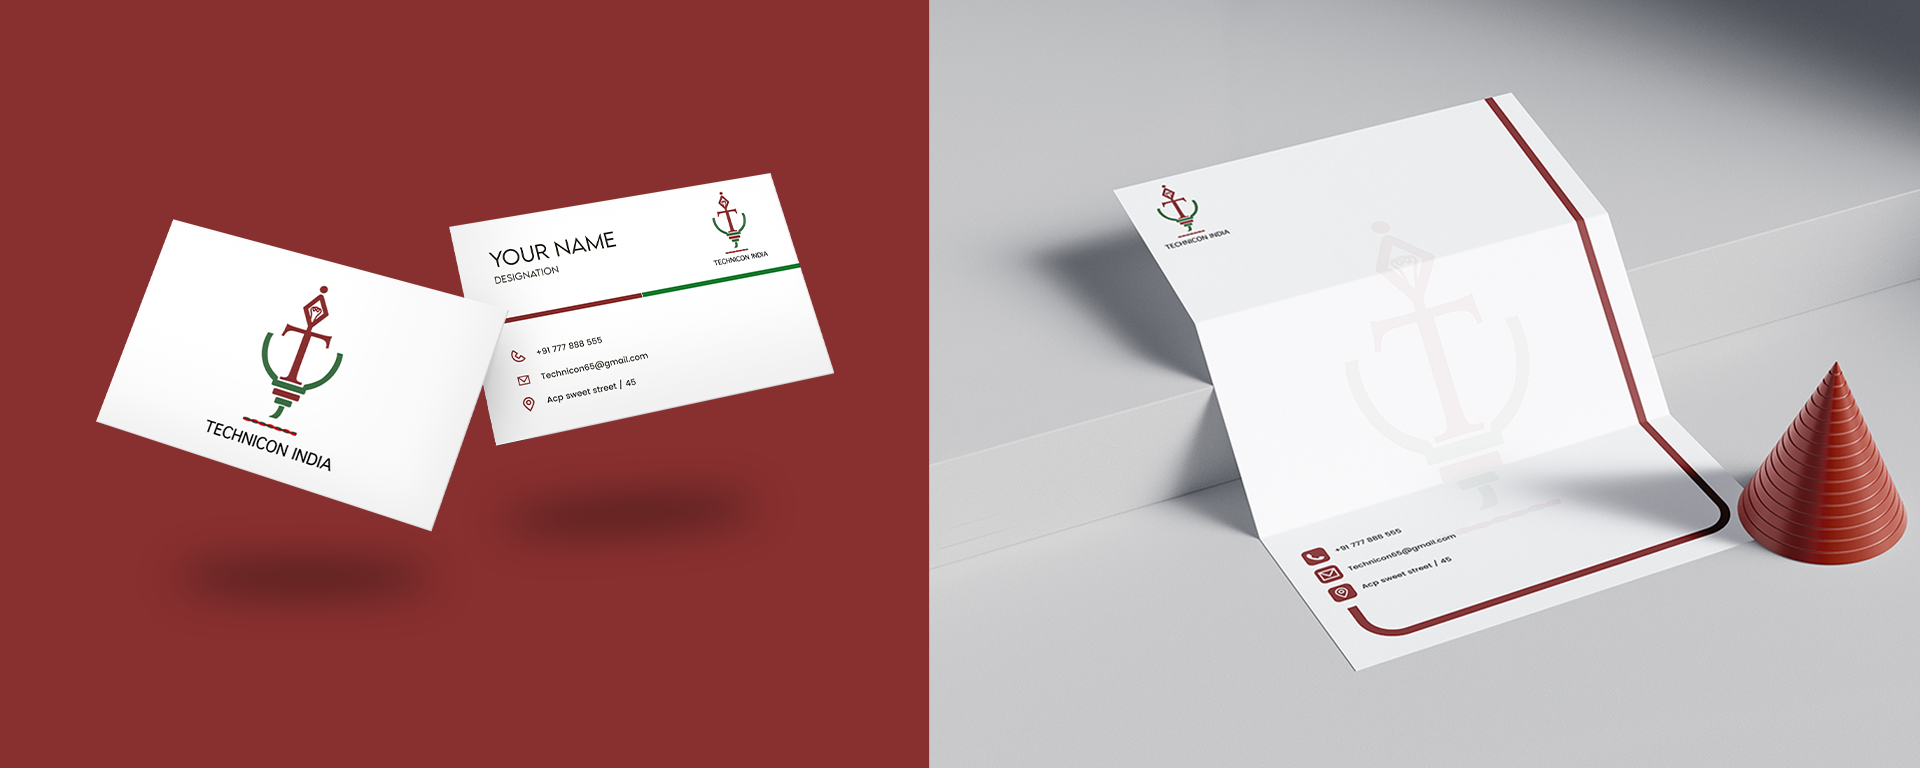 TECHNICON INDIA
YOUR NAME
DESIGNATION
TECHNICON INDIA
+91 777 888 555
Technicon65@gmail.com
Acp sweet street / 45
TECHNICON INDIA
+91 777 888 555
Technicon65@gmail.com
Acp sweet street / 45